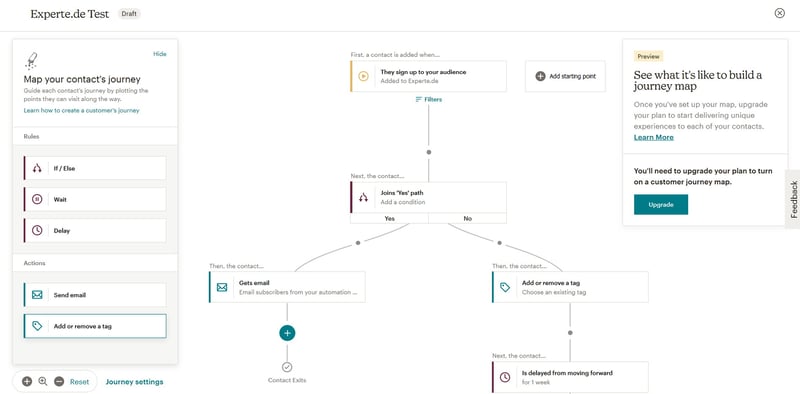 Experte.de Test
Draft
Hide
Map your contact's journey
Guide each contact's journey by plotting the
points they can visit along the way.
Learn how to create a customer's journey
Rules
If / Else
Wait
Delay
Actions
Send email
Add or remove a tag
Reset
Journey settings
First, a contact is added when...
They sign up to your audience
Added to Experte.de
Filters
Add starting point
Next, the contact...
Joins 'Yes' path
Add a condition
Yes
No
Then, the contact...
Gets email
Email subscribers from your automation ...
Contact Exits
Then, the contact...
Add or remove a tag
Choose an existing tag
Next, the contact...
Is delayed from moving forward
for 1 week
Preview
See what it's like to build a
journey map
Once you've set up your map, upgrade
your plan to start delivering unique
experiences to each of your contacts.
Learn More
You'll need to upgrade your plan to turn
on a customer journey map.
Upgrade
Feedback